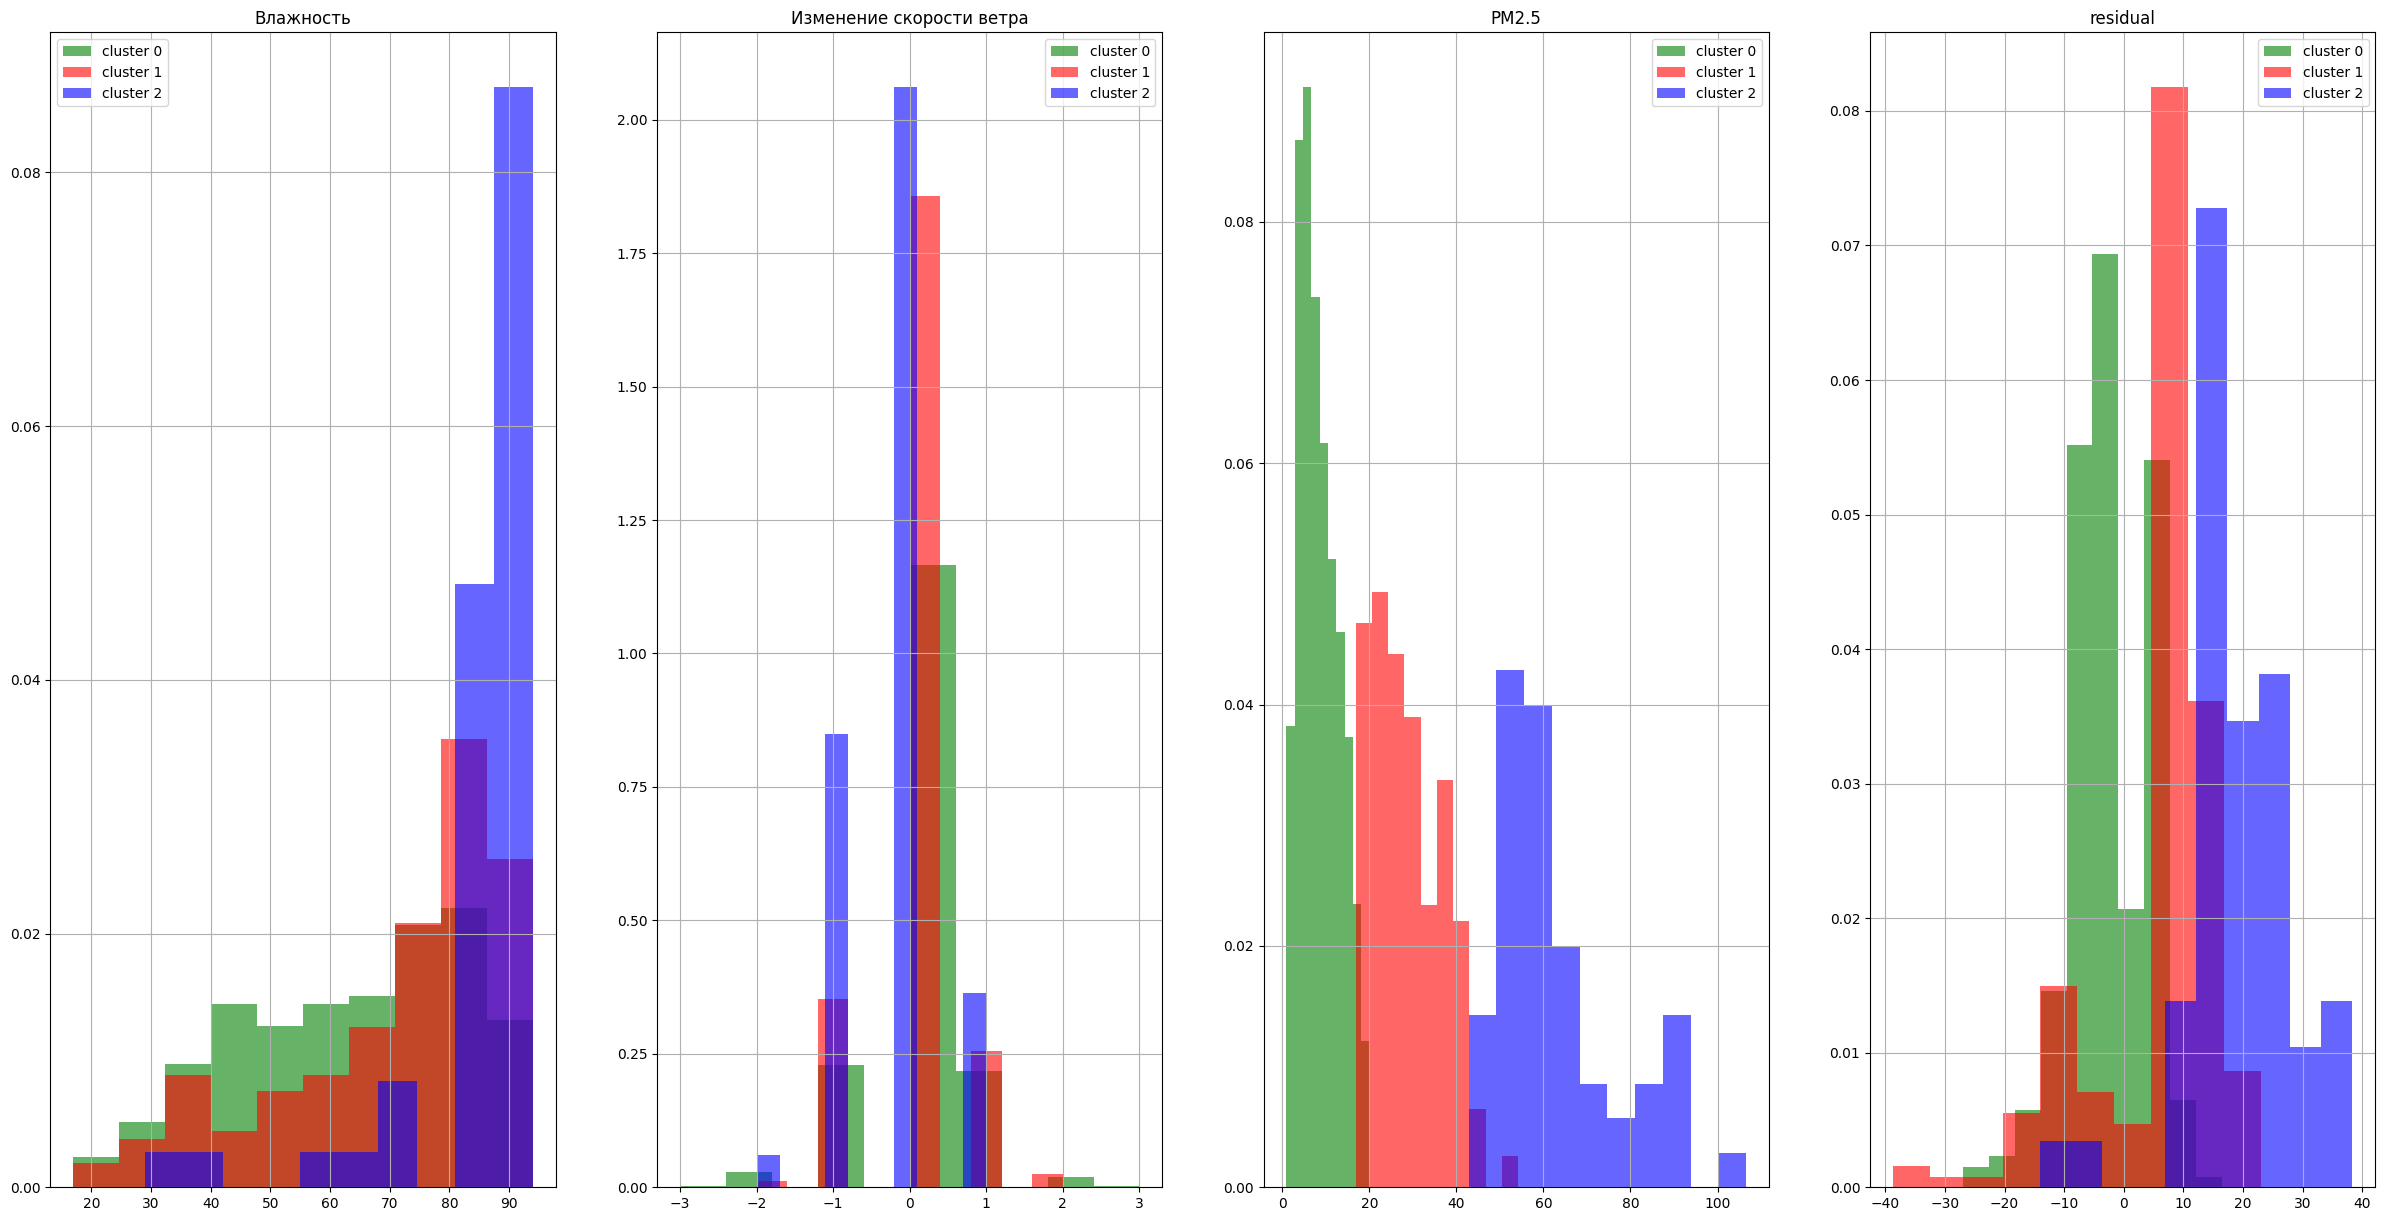 Влажность
cluster 0
cluster 1
cluster 2
0.08
0.06
0.04
0.02
0.00
20 30 40 50 60 70 80 90
Изменение скорости ветра
cluster 0
cluster 1
cluster 2
2.00
1.75
1.50
1.25
1.00
0.75
0.50
0.25
0.00
−3 −2 −1 0 1 2 3
PM2.5
cluster 0
cluster 1
cluster 2
0.08
0.06
0.04
0.02
0.00
0 20 40 60 80 100
residual
cluster 0
cluster 1
cluster 2
0.08
0.07
0.06
0.05
0.04
0.03
0.02
0.01
0.00
−40 −30 −20 −10 0 10 20 30 40